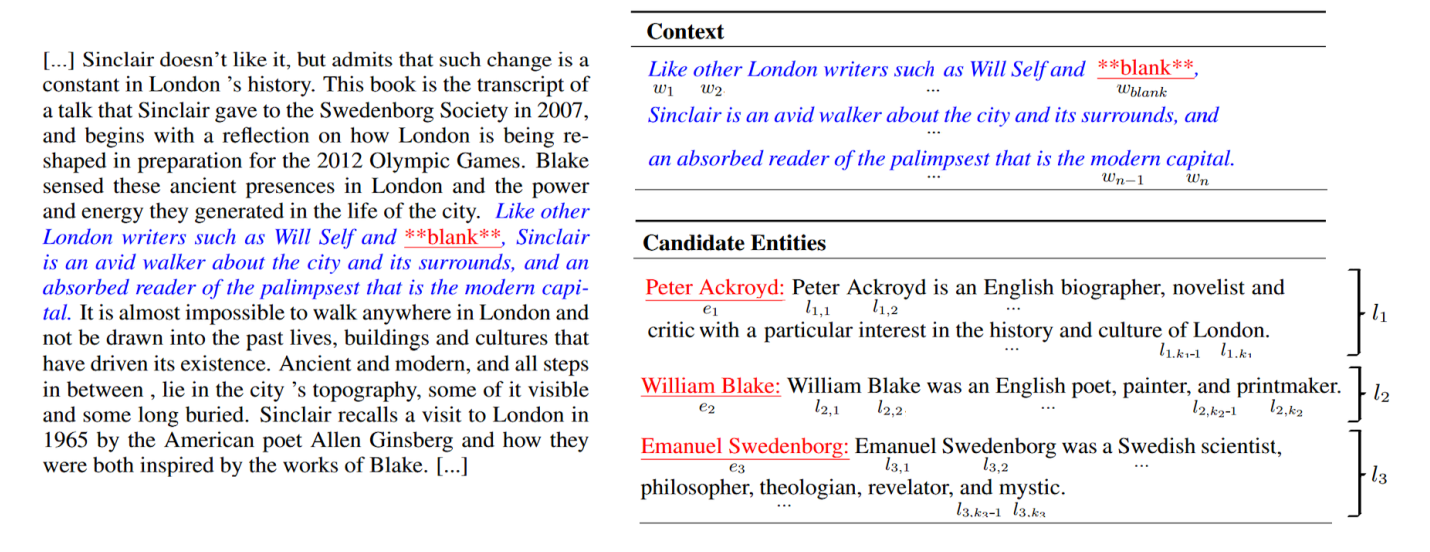 [...] Sinclair doesn't like it, but admits that such change is a
constant in London 's history. This book is the transcript of
a talk that Sinclair gave to the Swedenborg Society in 2007,
and begins with a reflection on how London is being re-
shaped in preparation for the 2012 Olympic Games. Blake
sensed these ancient presences in London and the power
and energy they generated in the life of the city. Like other
London writers such as Will Self and **blank**, Sinclair
is an avid walker about the city and its surrounds, and an
absorbed reader of the palimpsest that is the modern capi-
tal. It is almost impossible to walk anywhere in London and
not be drawn into the past lives, buildings and cultures that
have driven its existence. Ancient and modern, and all steps
in between , lie in the city 's topography, some of it visible
and some long buried. Sinclair recalls a visit to London in
1965 by the American poet Allen Ginsberg and how they
were both inspired by the works of Blake. [...]
Context
Like other London writers such as Will Self and **blank**,
w1 w2 ... wblank
Sinclair is an avid walker about the city and its surrounds, and
...
an absorbed reader of the palimpsest that is the modern capital.
... wn−1 wn
Candidate Entities
Peter Ackroyd: Peter Ackroyd is an English biographer, novelist and
e1 l1,1 l1,2 ...
critic with a particular interest in the history and culture of London.
... l1,k1-1 l1,k1
l1
William Blake: William Blake was an English poet, painter, and printmaker.
e2 l2,1 l2,2 ... l2,k2-1 l2,k2
l2
Emanuel Swedenborg: Emanuel Swedenborg was a Swedish scientist,
e3 l3,1 l3,2 ...
philosopher, theologian, revelator, and mystic.
... l3,k3-1 l3,k3
l3